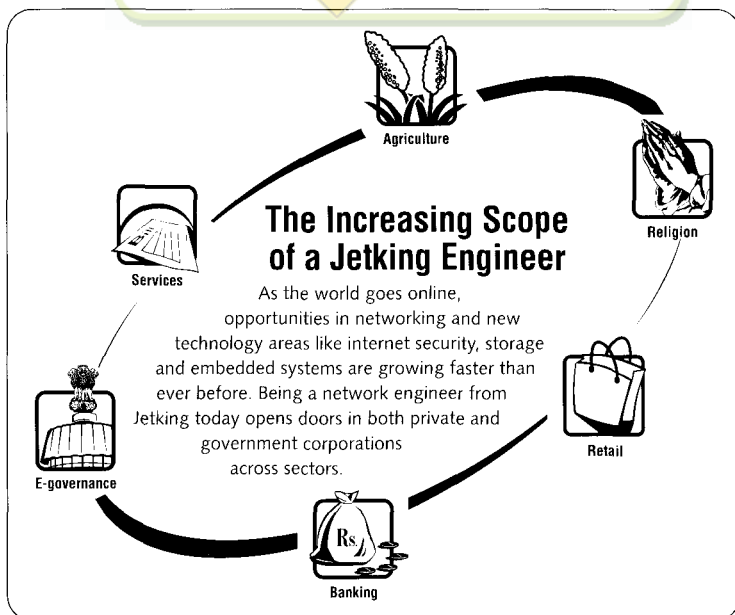 Agriculture
Religion
The Increasing Scope
of a Jetking Engineer
Services
As the world goes online,
opportunities in networking and new
technology areas like internet security, storage
and embedded systems are growing faster than
ever before. Being a network engineer from
Jetking today opens doors in both private and
government corporations
across sectors.
Retail
E-governance
Rs.
Banking